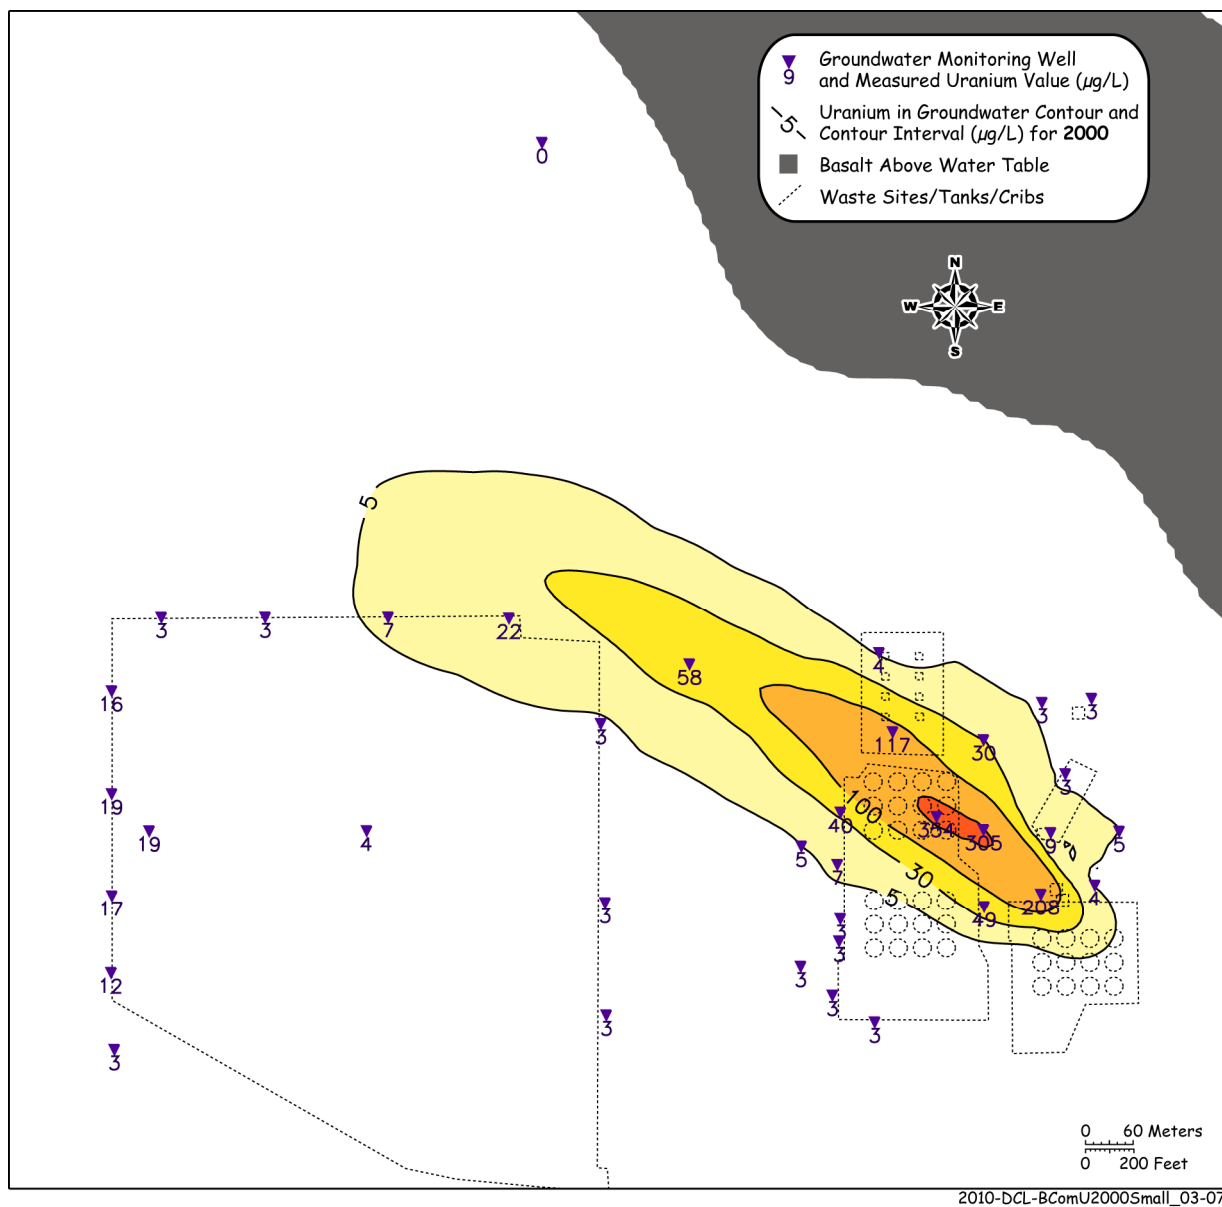 Groundwater Monitoring Well
9 and Measured Uranium Value (µg/L)
5 Uranium in Groundwater Contour and
Contour Interval (µg/L) for 2000
Basalt Above Water Table
Waste Sites/Tanks/Cribs
0
N
W E
S
5
3 3 7 22
4
58
16
3 3
3
117
30
3
19
40
100
384
305
19
4
9
5
5
7
30
17
5
208
4
3
49
3
3
3
12
3
3
3
3
0 60 Meters
0 200 Feet
2010-DCL-BComU2000Small_03-07